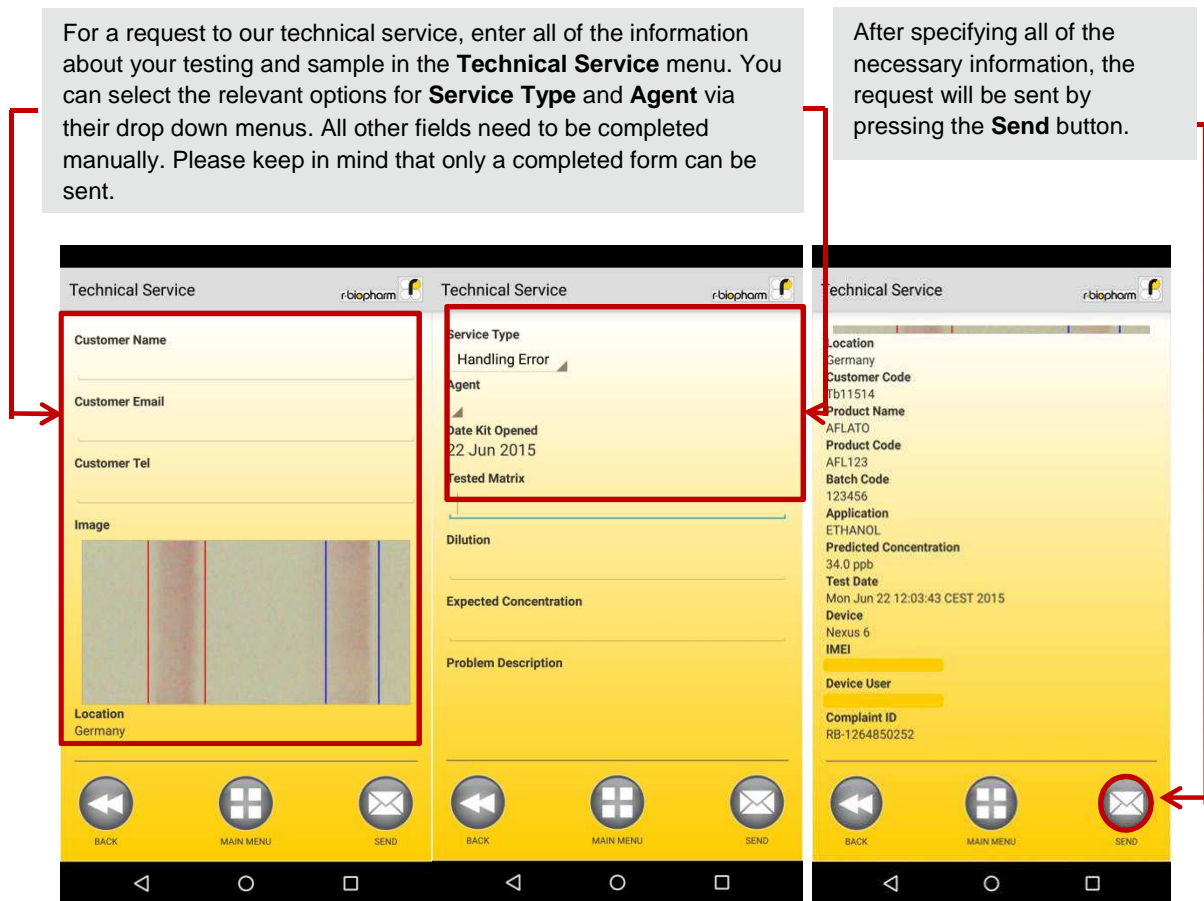 For a request to our technical service, enter all of the information
about your testing and sample in the Technical Service menu. You
can select the relevant options for Service Type and Agent via
their drop down menus. All other fields need to be completed
manually. Please keep in mind that only a completed form can be
sent.
After specifying all of the
necessary information, the
request will be sent by
pressing the Send button.
Technical Service
r-biopharm
Customer Name
Customer Email
Customer Tel
Image
Location
Germany
BACK
MAIN MENU
SEND
Technical Service
r-biopharm
Service Type
Handling Error
Agent
Date Kit Opened
22 Jun 2015
Tested Matrix
Dilution
Expected Concentration
Problem Description
BACK
MAIN MENU
SEND
Technical Service
r-biopharm
Location
Germany
Customer Code
Tb11514
Product Name
AFLATO
Product Code
AFL123
Batch Code
123456
Application
ETHANOL
Predicted Concentration
34.0 ppb
Test Date
Mon Jun 22 12:03:43 CEST 2015
Device
Nexus 6
IMEI
Device User
Complaint ID
RB-1264850252
BACK
MAIN MENU
SEND